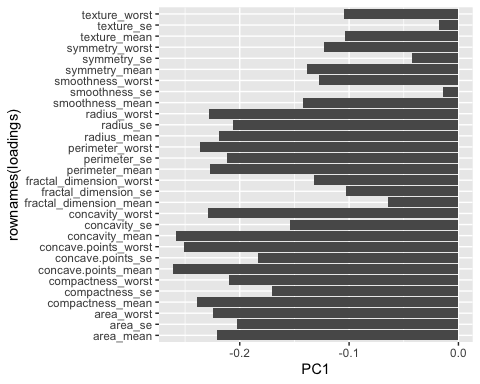 texture_worst
texture_se
texture_mean
symmetry_worst
symmetry_se
symmetry_mean
smoothness_worst
smoothness_se
smoothness_mean
radius_worst
radius_se
radius_mean
perimeter_worst
perimeter_se
perimeter_mean
fractal_dimension_worst
fractal_dimension_se
fractal_dimension_mean
concavity_worst
concavity_se
concavity_mean
concave.points_worst
concave.points_se
concave.points_mean
compactness_worst
compactness_se
compactness_mean
area_worst
area_se
area_mean
rownames(loadings)
-0.2 -0.1 0.0
PC1